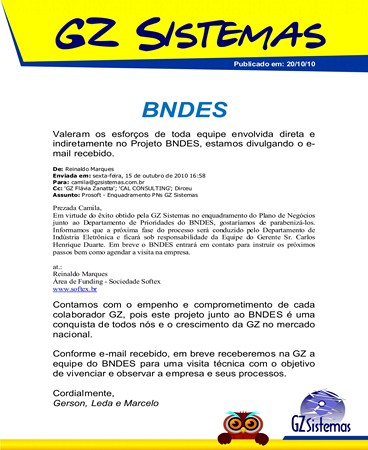 GZ SISTEMAS
Publicado em: 20/10/10
BNDES
Valeram os esforços de toda equipe envolvida direta e
indiretamente no Projeto BNDES, estamos divulgando o e-
mail recebido.
De: Reinaldo Marques
Enviada em: sexta-feira, 15 de outubro de 2010 16:58
Para: camila@gzsistemas.com.br
Cc: 'GZ Flávia Zanatta'; 'CAL CONSULTING'; Dirceu
Assunto: Prosoft - Enquadramento PNs GZ Sistemas
Prezada Camila,
Em virtude do êxito obtido pela GZ Sistemas no enquadramento do Plano de Negócios
junto ao Departamento de Prioridades do BNDES, gostaríamos de parabenizá-los.
Informamos que a próxima fase do processo será conduzido pelo Departamento de
Indústria Eletrônica e ficará sob responsabilidade da Equipe do Gerente Sr. Carlos
Henrique Duarte. Em breve o BNDES entrará em contato para instruir os próximos
passos bem como agendar a visita na empresa.
at.:
Reinaldo Marques
Área de Funding - Sociedade Softex
www.softex.br
Contamos com o empenho e comprometimento de cada
colaborador GZ, pois este projeto junto ao BNDES é uma
conquista de todos nós e o crescimento da GZ no mercado
nacional.
Conforme e-mail recebido, em breve receberemos na GZ a
equipe do BNDES para uma visita técnica com o objetivo
de vivenciar e observar a empresa e seus processos.
Cordialmente,
Gerson, Leda e Marcelo
GZ Sistemas